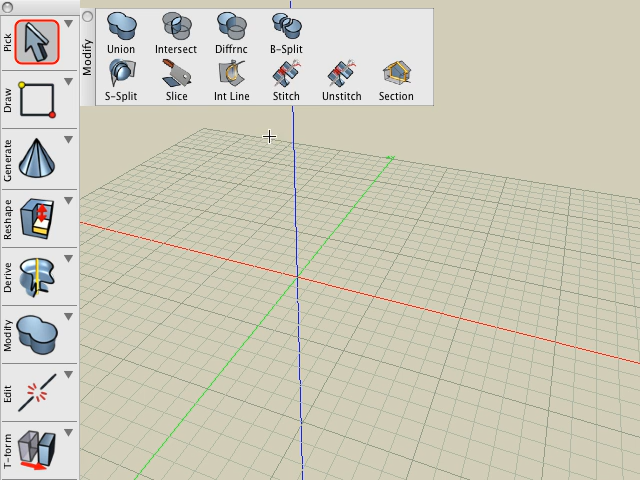 Pick
Draw
Generate
Reshape
Derive
Modify
Edit
T-form
Modify
Union Intersect Diffrnc B-Split
S-Split Slice Int Line Stitch Unstitch Section